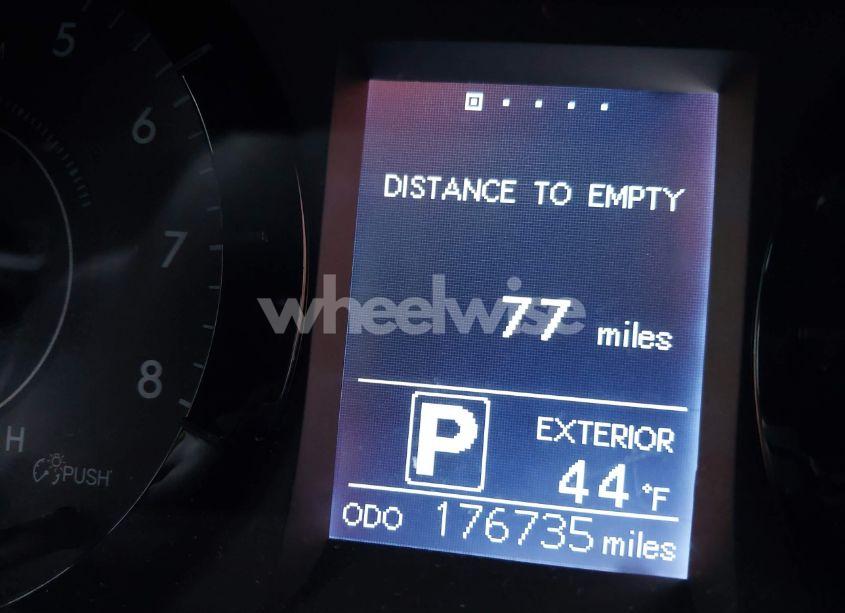 5
6
7
8
H
PUSH
DISTANCE TO EMPTY
wheelwise
77 miles
P
EXTERIOR
44 °F
ODO 176735 miles